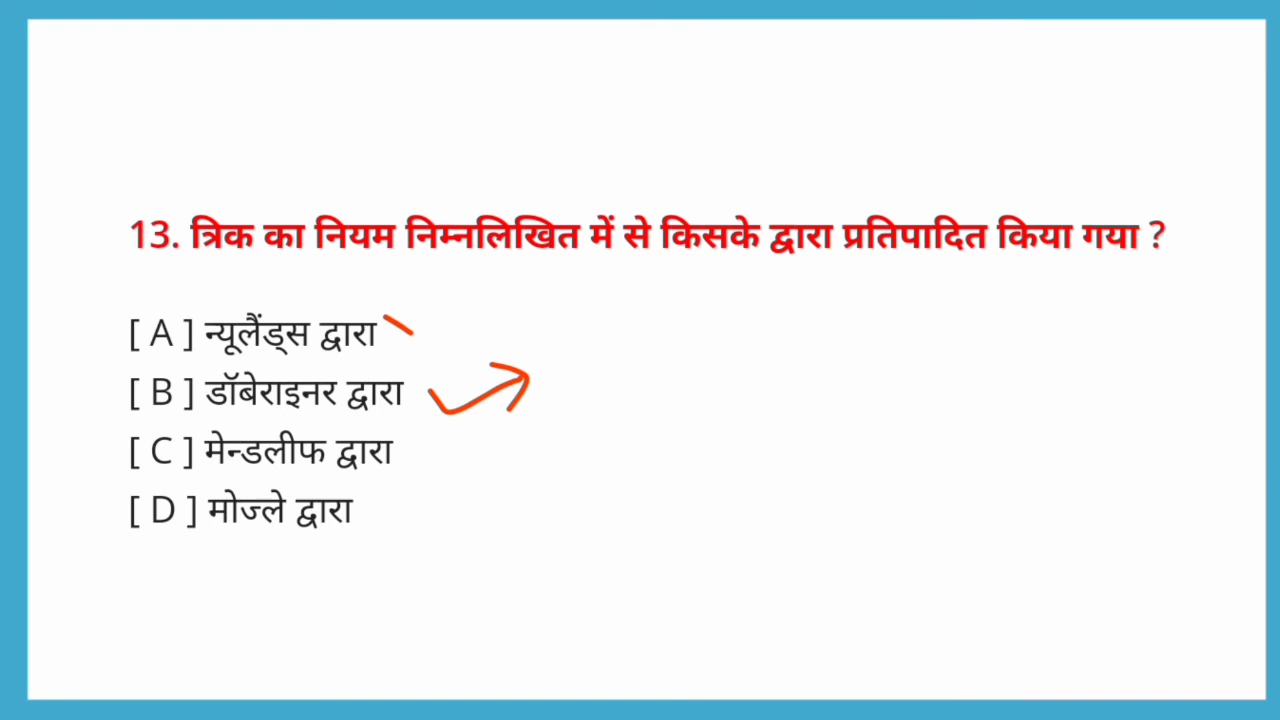 13. त्रिक का नियम निम्नलिखित में से किसके द्वारा प्रतिपादित किया गया ?
[ A ] न्यूलैंड्स द्वारा
[ B ] डॉबेराइनर द्वारा
[ C ] मेन्डलीफ द्वारा
[ D ] मोज्ले द्वारा